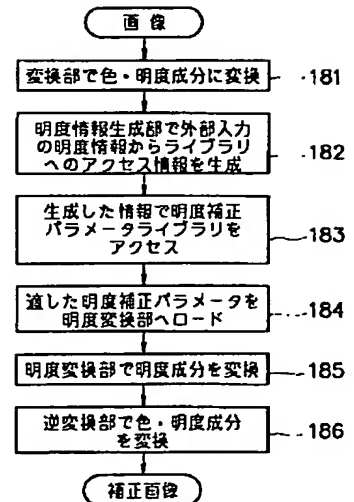 画像
変換部で色・明度成分に変換
181
明度情報生成部で外部入力
の明度情報からライブラリ
へのアクセス情報を生成
182
生成した情報で明度補正
パラメータライブラリを
アクセス
183
適した明度補正パラメータを
明度変換部へロード
184
明度変換部で明度成分を変換
185
逆変換部で色・明度成分
を変換
186
補正画像